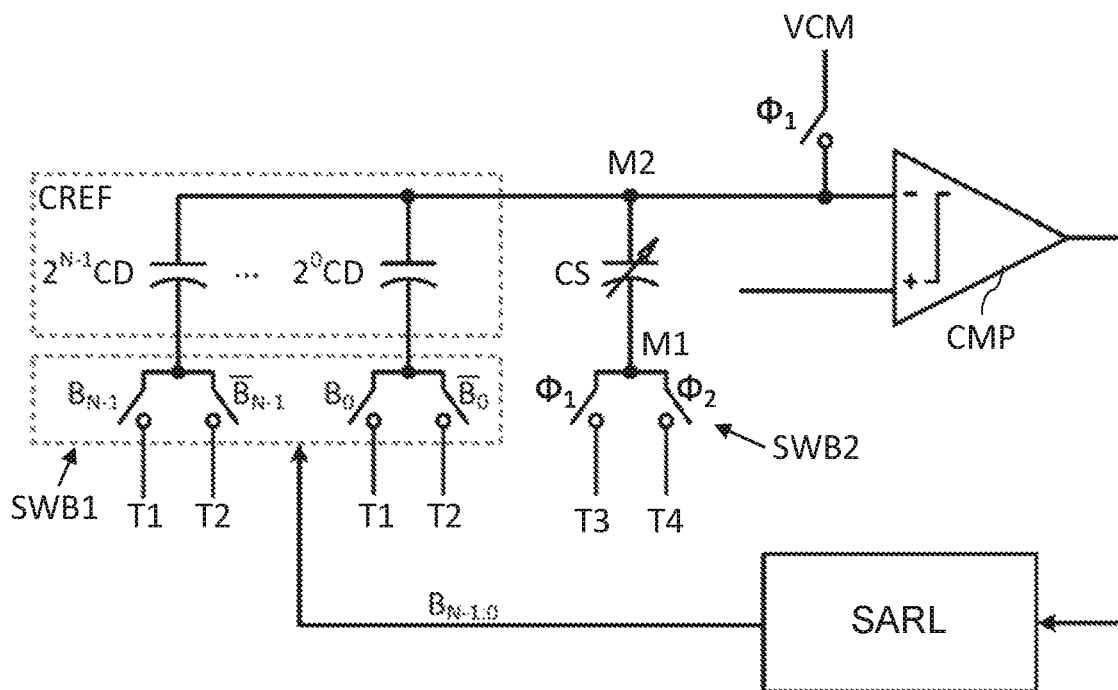 VCM
Φ1
M2
CREF
2^N-1CD ... 2^0CD
CS
- +
CMP
M1
B_N-1 B̅_N-1 B_0 B̅_0
Φ1 Φ2
SWB1
SWB2
T1 T2 T1 T2 T3 T4
B_N-1:0
SARL